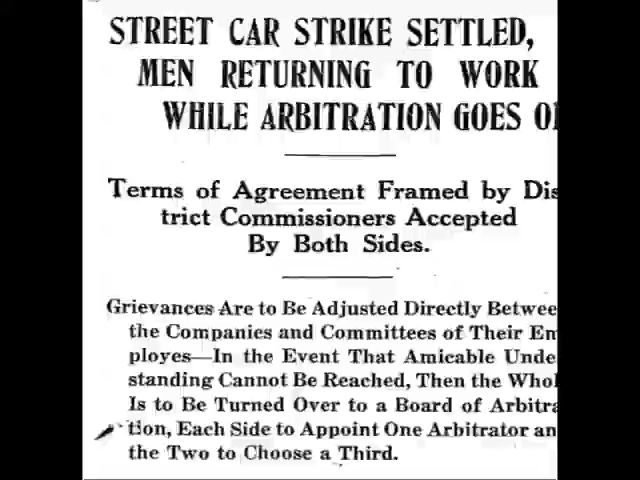 STREET CAR STRIKE SETTLED,
MEN RETURNING TO WORK
WHILE ARBITRATION GOES O
Terms of Agreement Framed by Dis
trict Commissioners Accepted
By Both Sides.
Grievances Are to Be Adjusted Directly Betwee
the Companies and Committees of Their Em
ployes—In the Event That Amicable Unde
standing Cannot Be Reached, Then the Whol
Is to Be Turned Over to a Board of Arbitra
tion, Each Side to Appoint One Arbitrator an
the Two to Choose a Third.